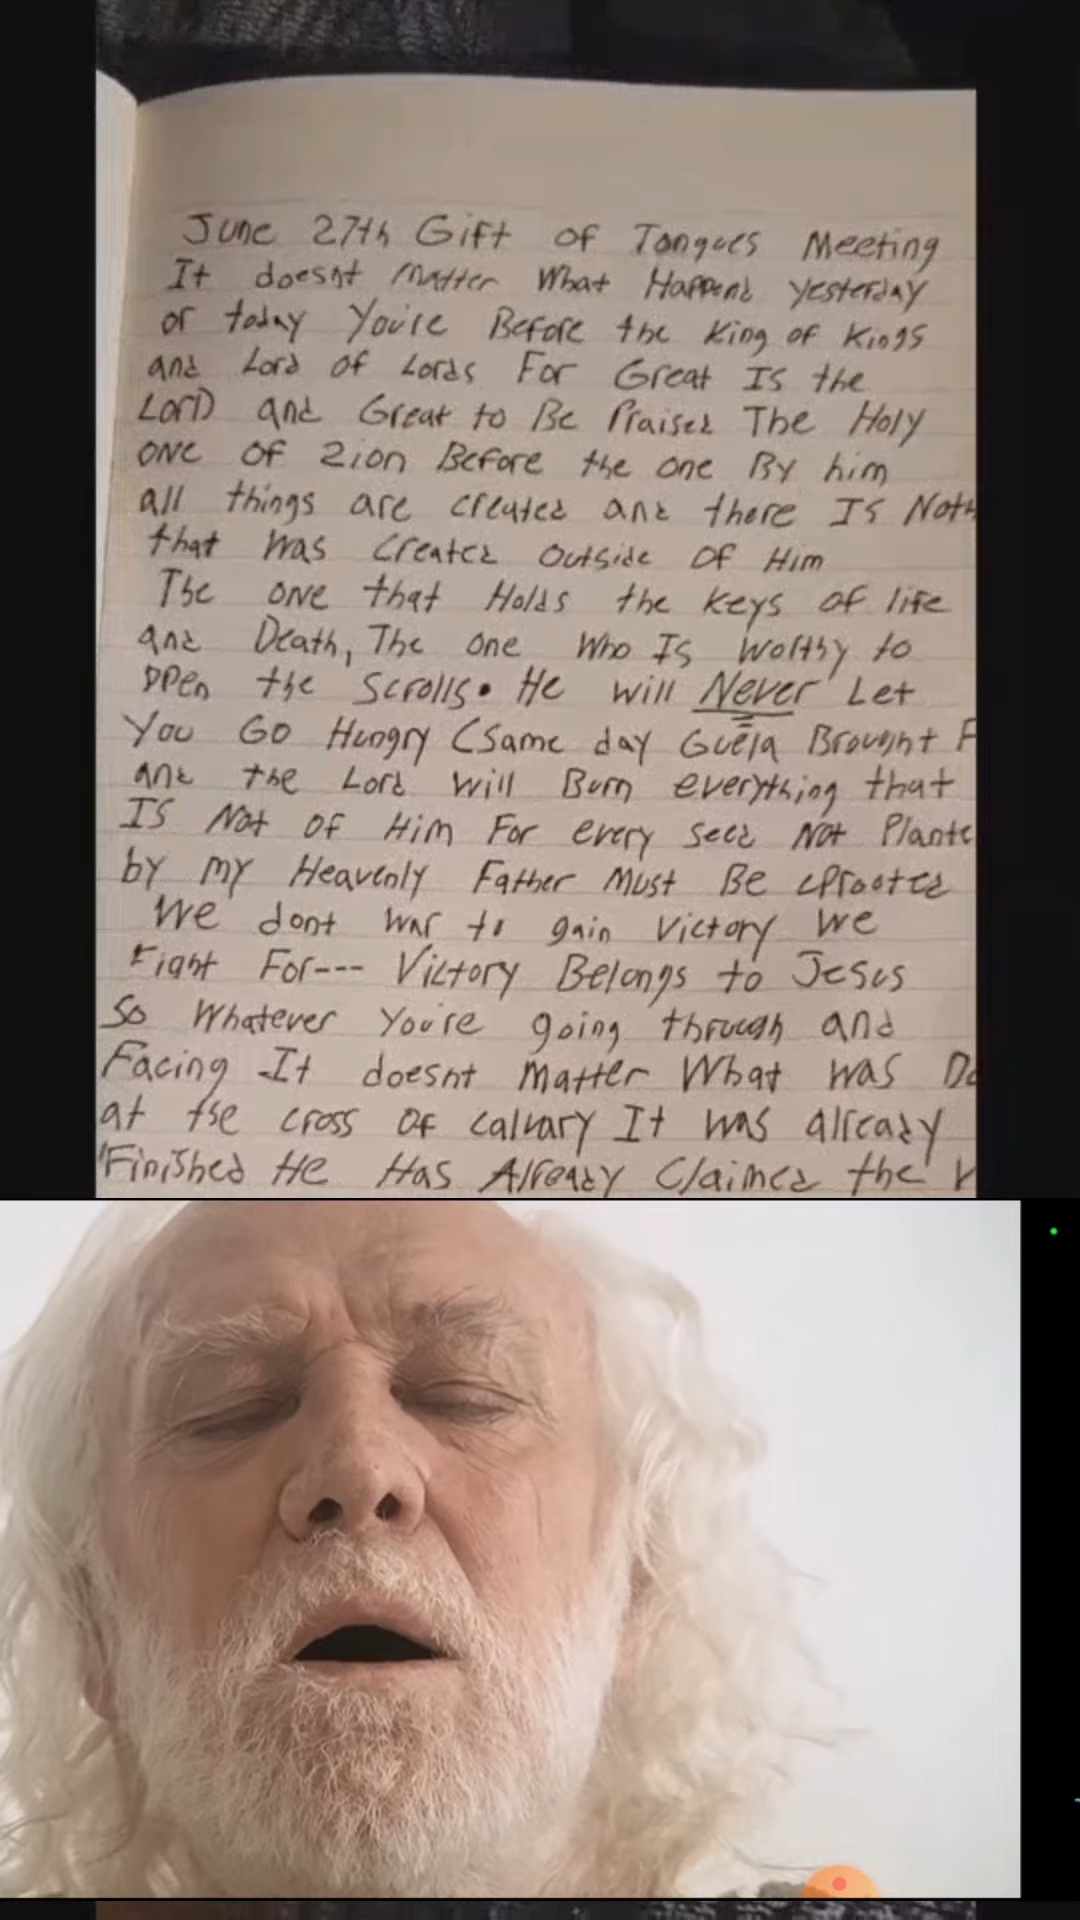 June 27th Gift of Tongues Meeting
It doesnt Matter What Happend yesterday
or today You're Before the King of Kings
and Lord of Lords For Great Is the
LorD and Great to Be Praised The Holy
ONE OF Zion Before the one By him
all things are created and there Is Noth
that was Created Outside Of Him
The ONE that Holds the keys of life
and Death, The One Who Is Worthy to
Open the Scrolls. He will Never Let
You GO Hungry (Same day Brought F
and the Lord will Burn everything that
IS Not OF Him For every seed Not Plante
by my Heavenly Father Must Be uprooted
We dont war to gain Victory We
Fight For--- Victory Belongs to Jesus
So Whatever You're going through and
Facing It doesnt Matter What was Do
at the cross OF calvary It was already
Finished He Has Already Claimed the V